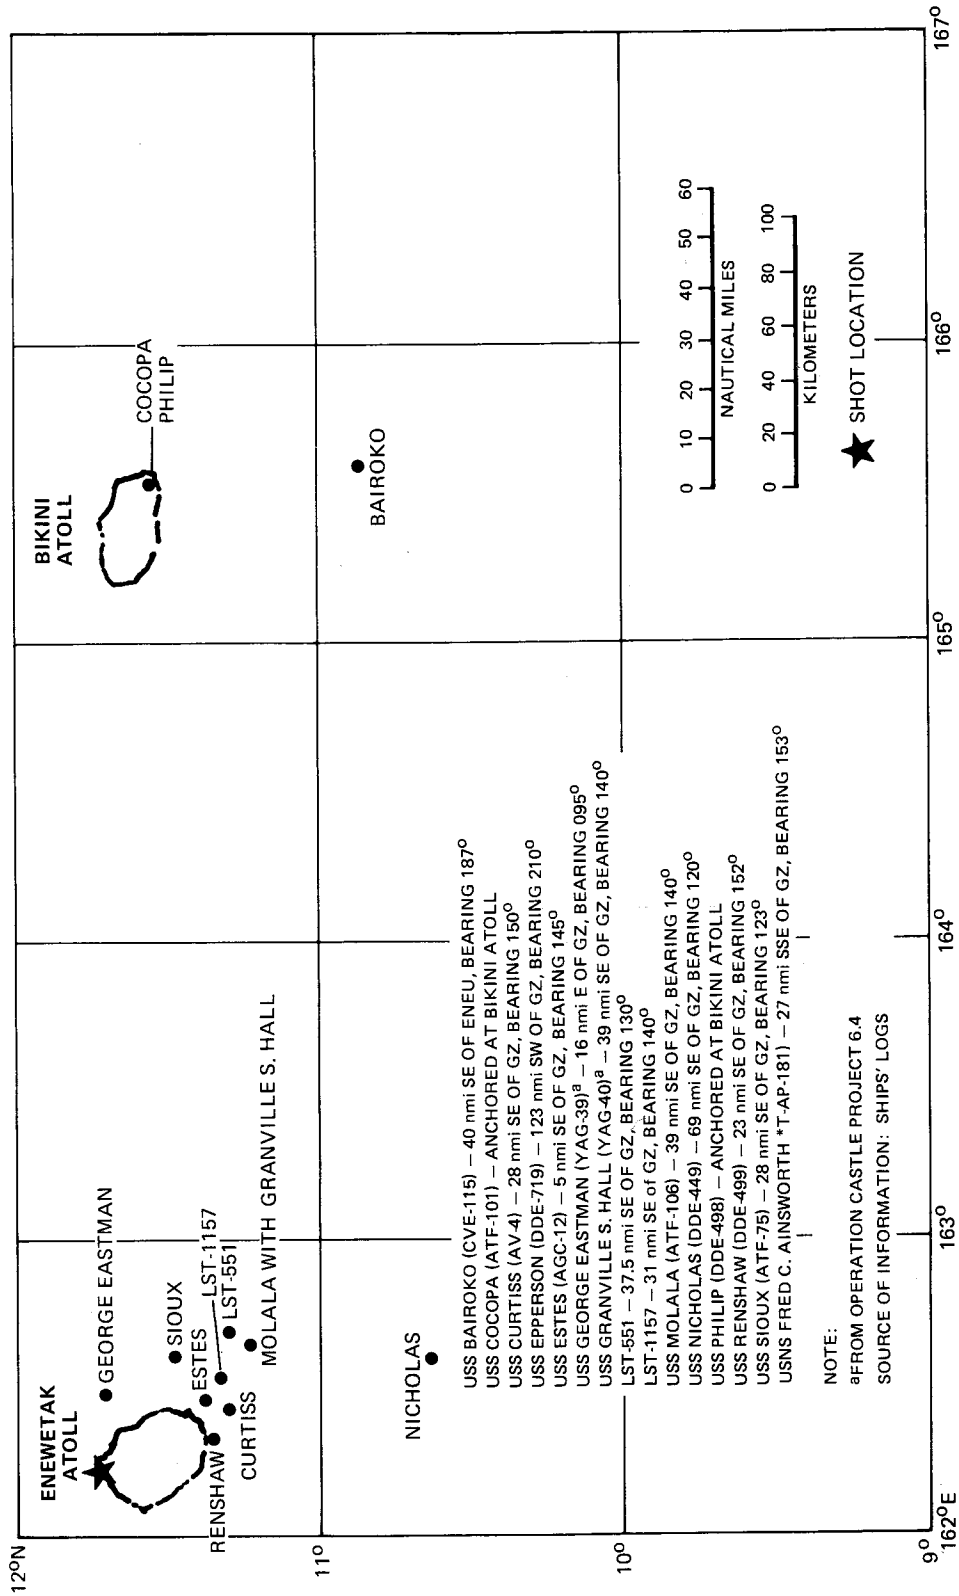 12°N
11°
10°
9°
162°E
163°
164°
165°
166°
167°
ENEWETAK
ATOLL
GEORGE EASTMAN
SIOUX
ESTES
LST-1157
LST-551
RENSHAW
CURTISS
MOLALA WITH GRANVILLE S. HALL
NICHOLAS
BIKINI
ATOLL
COCOPA
PHILIP
BAIROKO
USS BAIROKO (CVE-115) – 40 nmi SE OF ENEU, BEARING 187°
USS COCOPA (ATF-101) – ANCHORED AT BIKINI ATOLL
USS CURTISS (AV-4) – 28 nmi SE OF GZ, BEARING 150°
USS EPPERSON (DDE-719) – 123 nmi SW OF GZ, BEARING 210°
USS ESTES (AGC-12) – 5 nmi SE OF GZ, BEARING 145°
USS GEORGE EASTMAN (YAG-39)ª – 16 nmi E OF GZ, BEARING 095°
USS GRANVILLE S. HALL (YAG-40)ª – 39 nmi SE OF GZ, BEARING 140°
LST-551 – 37.5 nmi SE OF GZ, BEARING 130°
LST-1157 – 31 nmi SE of GZ, BEARING 140°
USS MOLALA (ATF-106) – 39 nmi SE OF GZ, BEARING 140°
USS NICHOLAS (DDE-449) – 69 nmi SE OF GZ, BEARING 120°
USS PHILIP (DDE-498) – ANCHORED AT BIKINI ATOLL
USS RENSHAW (DDE-499) – 23 nmi SE OF GZ, BEARING 152°
USS SIOUX (ATF-75) – 28 nmi SE OF GZ, BEARING 123°
USNS FRED C. AINSWORTH *T-AP-181) – 27 nmi SSE OF GZ, BEARING 153°
NOTE:
ªFROM OPERATION CASTLE PROJECT 6.4
SOURCE OF INFORMATION: SHIPS' LOGS
0 10 20 30 40 50 60
NAUTICAL MILES
0 20 40 60 80 100
KILOMETERS
SHOT LOCATION